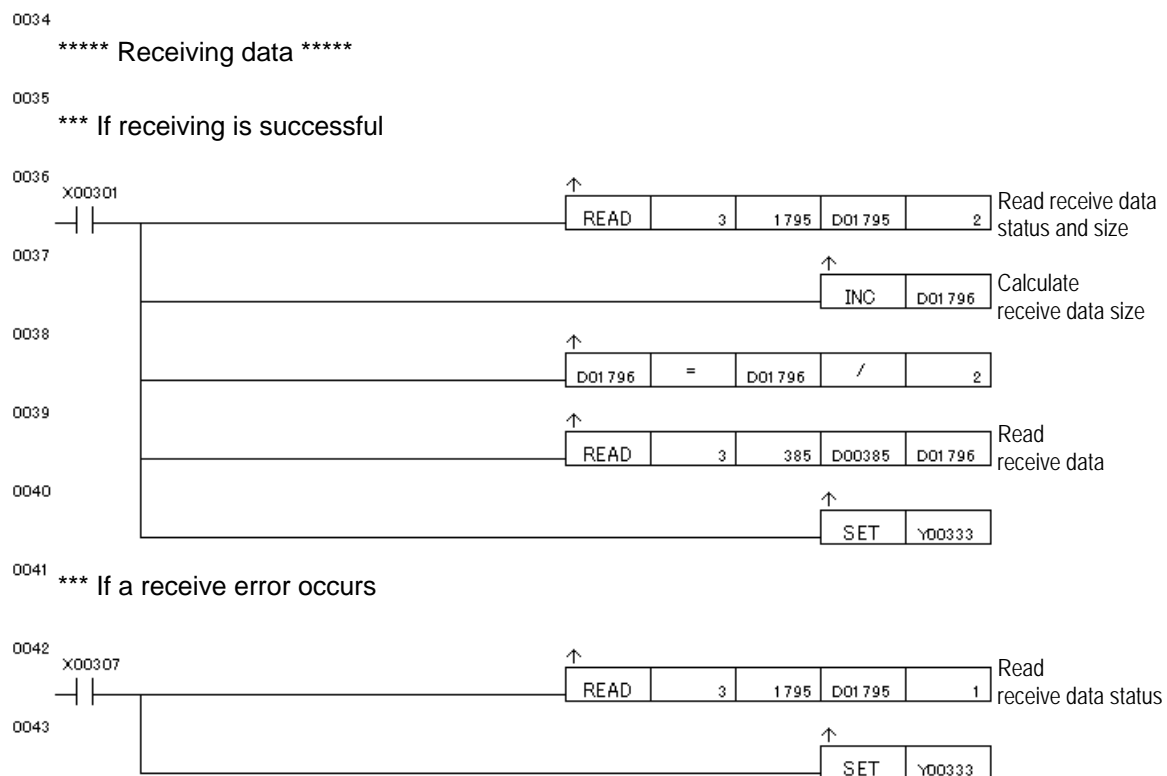 0034
***** Receiving data *****
0035
*** If receiving is successful
0036
X00301
↑
READ 3 1795 D01795 2
Read receive data
status and size
0037
↑
INC D01796
Calculate
receive data size
0038
↑
D01796 = D01796 / 2
0039
↑
READ 3 385 D00385 D01796
Read
receive data
0040
↑
SET Y00333
0041
*** If a receive error occurs
0042
X00307
↑
READ 3 1795 D01795 1
Read
receive data status
0043
↑
SET Y00333